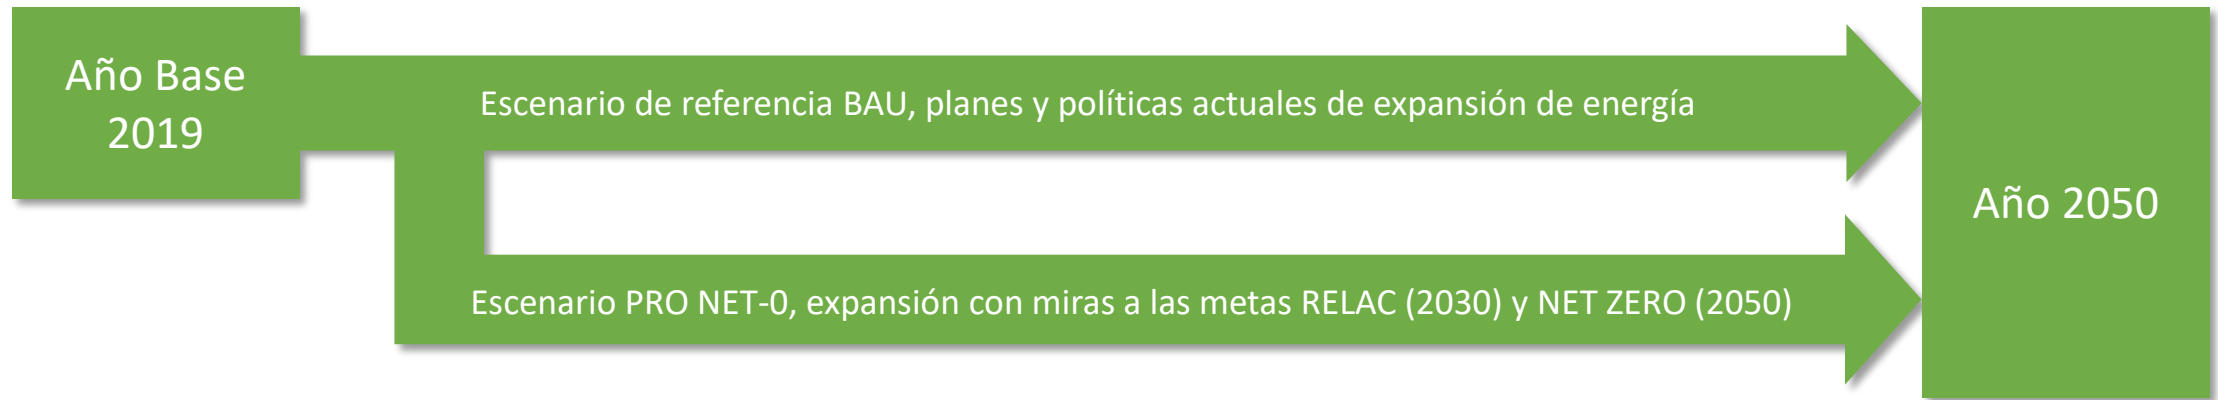 Año Base
2019
Escenario de referencia BAU, planes y políticas actuales de expansión de energía
Escenario PRO NET-0, expansión con miras a las metas RELAC (2030) y NET ZERO (2050)
Año 2050